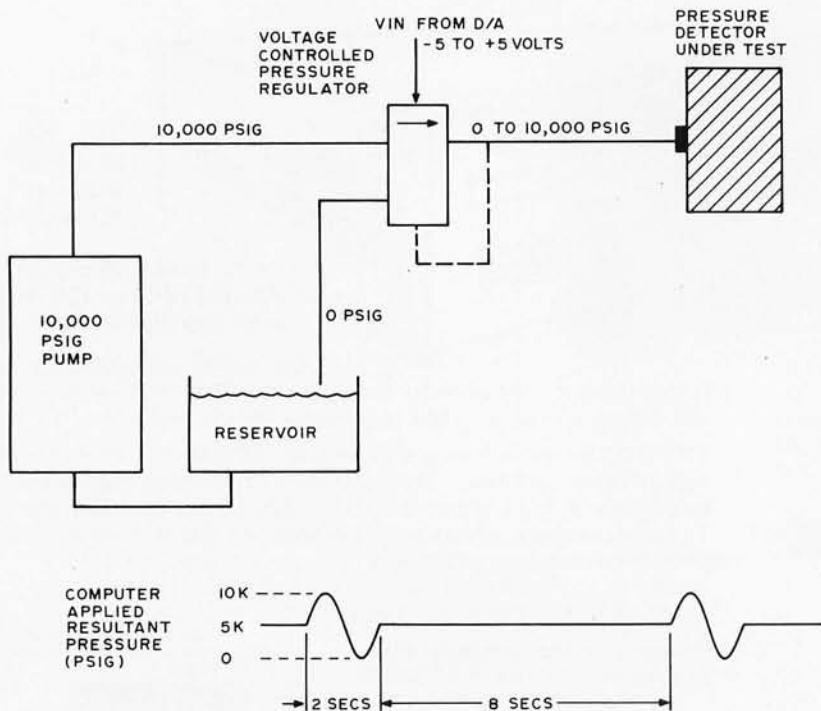 VOLTAGE
CONTROLLED
PRESSURE
REGULATOR
VIN FROM D/A
-5 TO +5 VOLTS
PRESSURE
DETECTOR
UNDER TEST
10,000 PSIG
0 TO 10,000 PSIG
10,000
PSIG
PUMP
0 PSIG
RESERVOIR
COMPUTER
APPLIED
RESULTANT
PRESSURE
(PSIG)
10K
5K
0
2 SECS
8 SECS